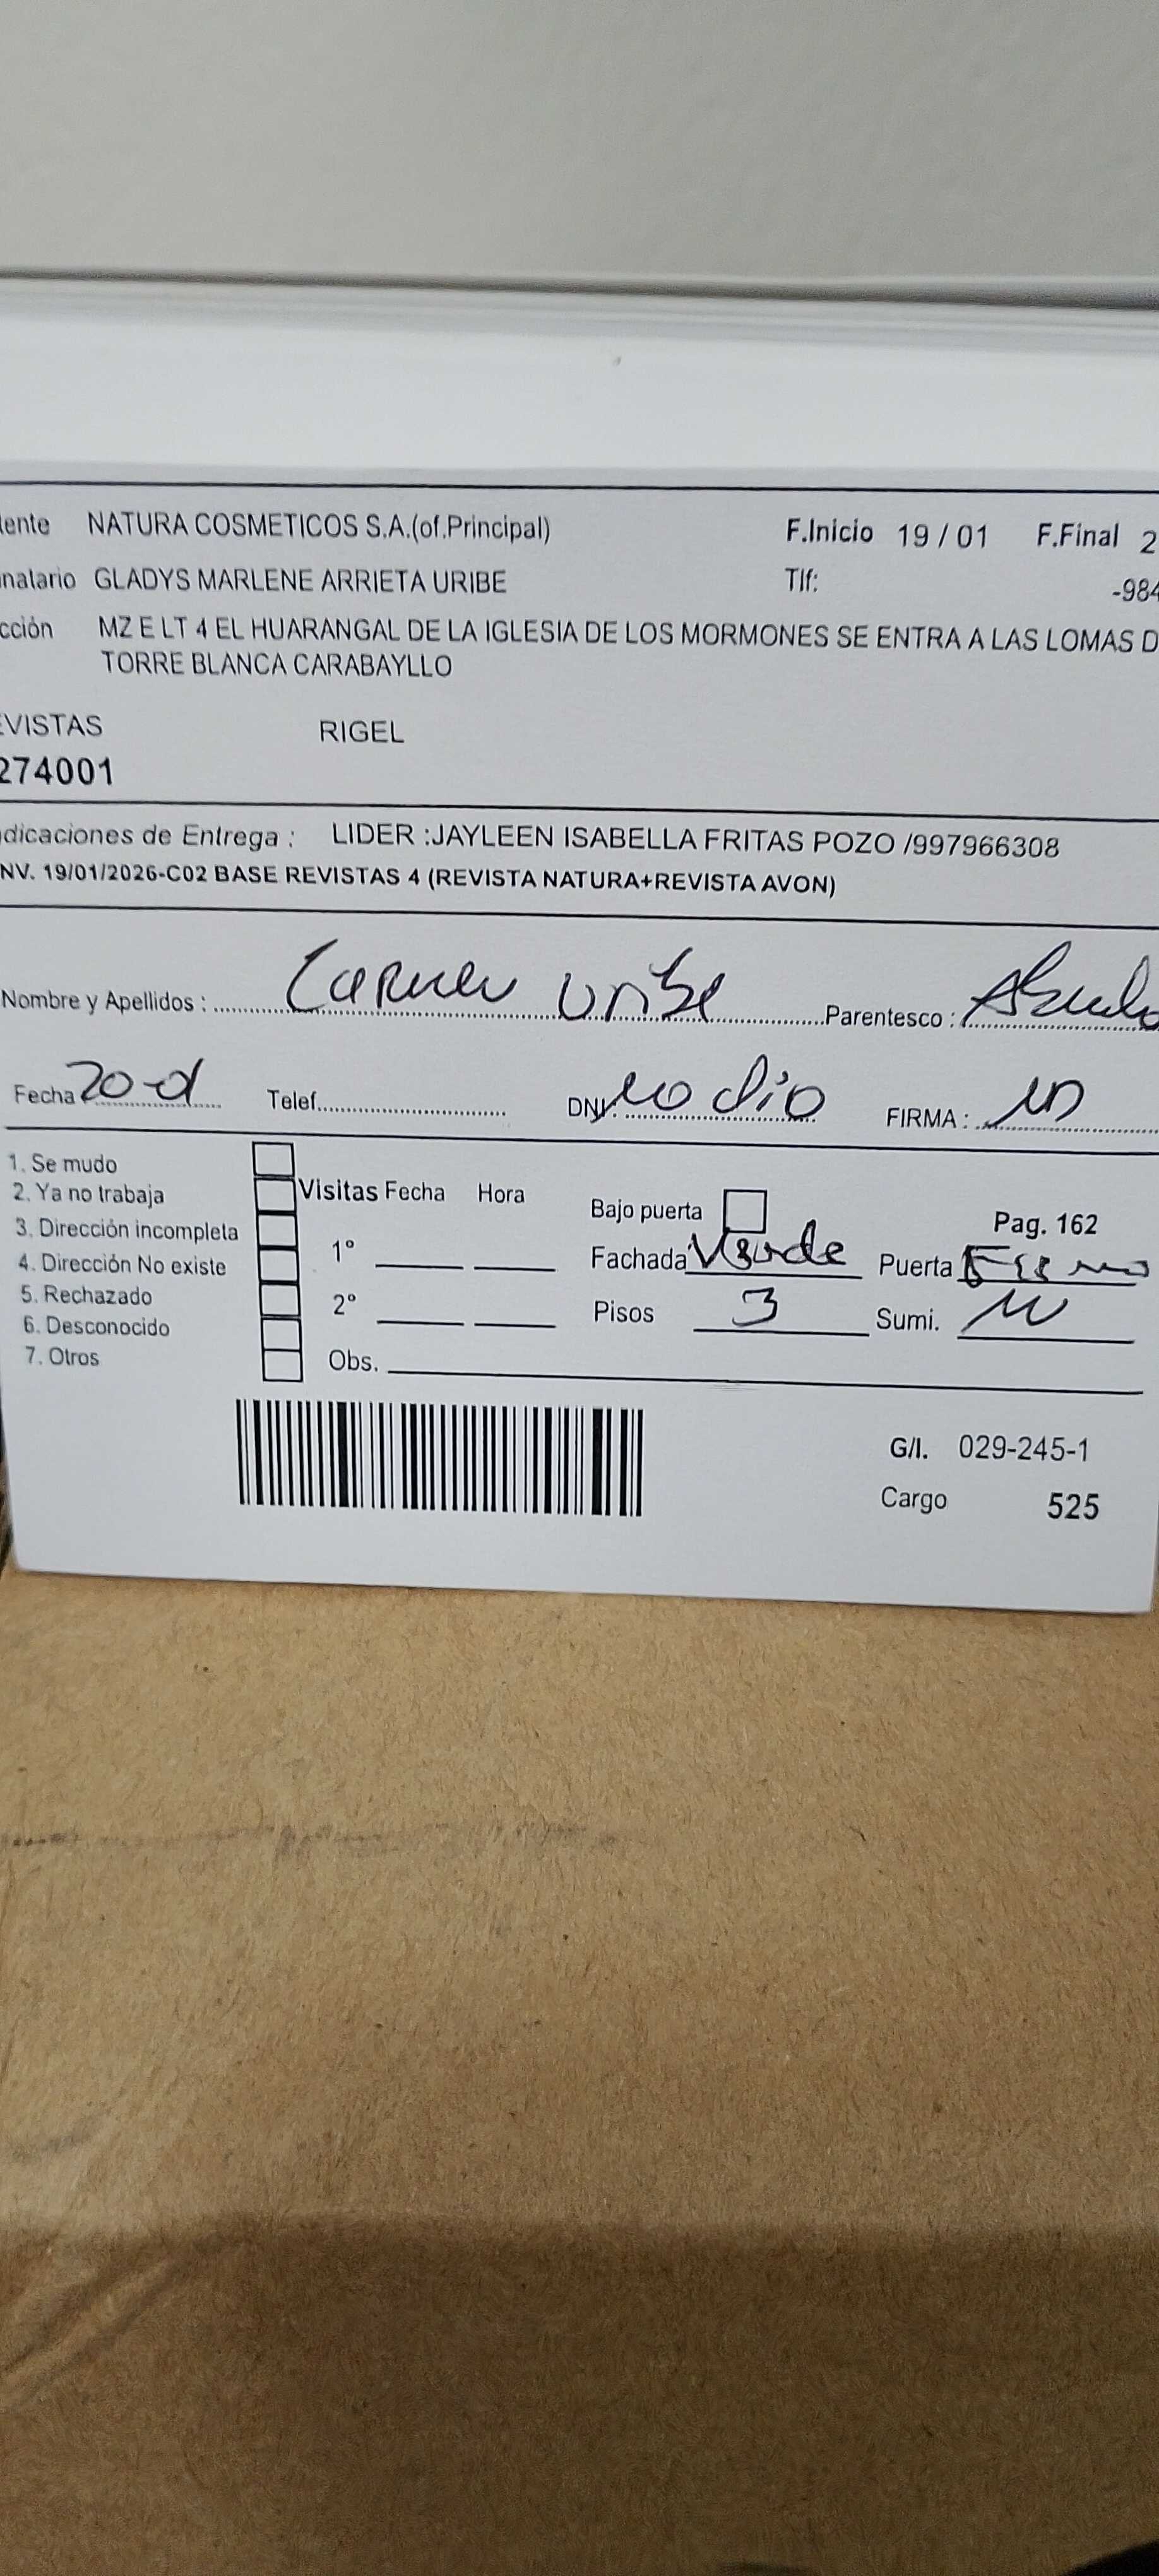 ente NATURA COSMETICOS S.A.(of.Principal) F.Inicio 19 / 01 F.Final 2
natario GLADYS MARLENE ARRIETA URIBE Tlf: -984
cción MZ E LT 4 EL HUARANGAL DE LA IGLESIA DE LOS MORMONES SE ENTRA A LAS LOMAS D
TORRE BLANCA CARABAYLLO
EVISTAS RIGEL
274001
dicaciones de Entrega : LIDER :JAYLEEN ISABELLA FRITAS POZO /997966308
NV. 19/01/2026-C02 BASE REVISTAS 4 (REVISTA NATURA+REVISTA AVON)
Nombre y Apellidos : Carmen Uribe Parentesco : Abuela
Fecha 20-01 Telef. DNI no dio FIRMA :
1. Se mudo
2. Ya no trabaja Visitas Fecha Hora Bajo puerta
3. Dirección incompleta Pag. 162
4. Dirección No existe 1° Fachada Verde Puerta Fierro
5. Rechazado 2° Pisos 3 Sumi.
6. Desconocido
7. Otros Obs.
G/I. 029-245-1
Cargo 525